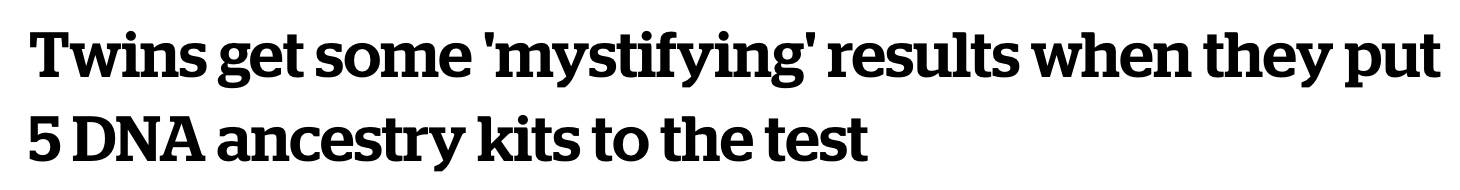 Twins get some 'mystifying' results when they put
5 DNA ancestry kits to the test